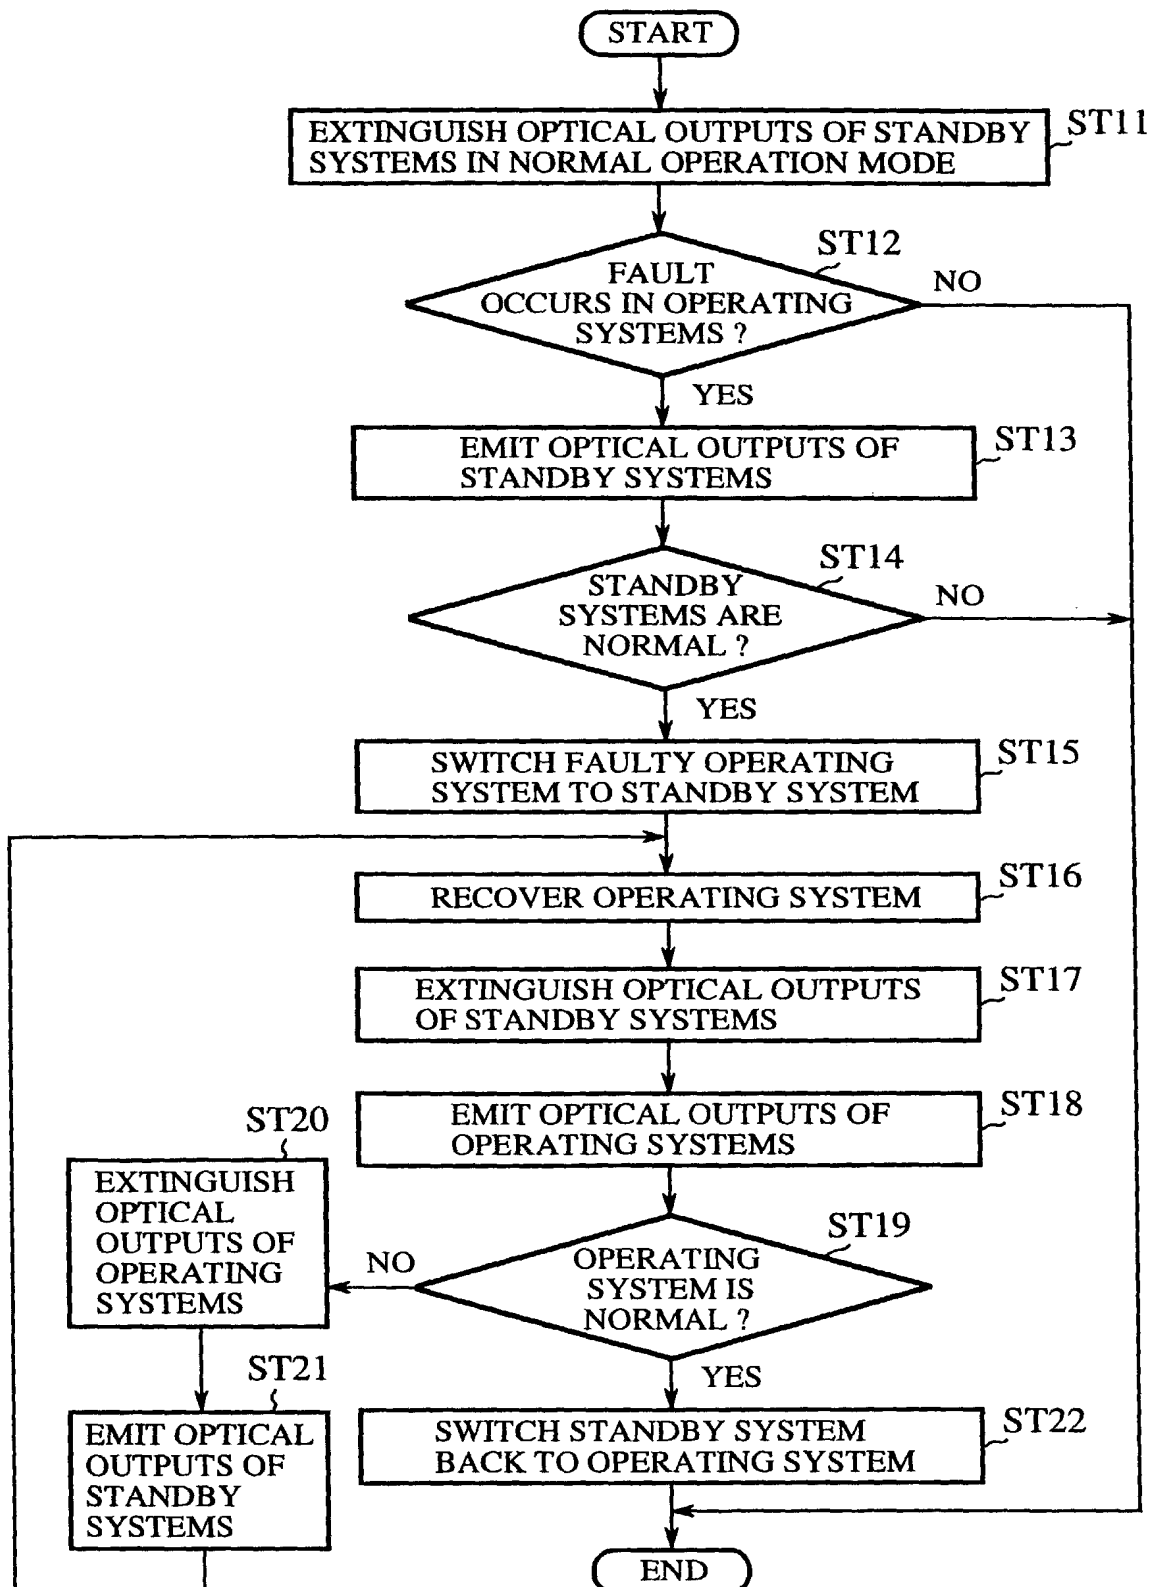 START
EXTINGUISH OPTICAL OUTPUTS OF STANDBY
SYSTEMS IN NORMAL OPERATION MODE
ST11
ST12
FAULT
OCCURS IN OPERATING
SYSTEMS ?
NO
YES
EMIT OPTICAL OUTPUTS OF
STANDBY SYSTEMS
ST13
ST14
STANDBY
SYSTEMS ARE
NORMAL ?
NO
YES
SWITCH FAULTY OPERATING
SYSTEM TO STANDBY SYSTEM
ST15
RECOVER OPERATING SYSTEM
ST16
EXTINGUISH OPTICAL OUTPUTS
OF STANDBY SYSTEMS
ST17
EMIT OPTICAL OUTPUTS OF
OPERATING SYSTEMS
ST18
ST19
OPERATING
SYSTEM IS
NORMAL ?
NO
YES
ST20
EXTINGUISH
OPTICAL
OUTPUTS OF
OPERATING
SYSTEMS
ST21
EMIT OPTICAL
OUTPUTS OF
STANDBY
SYSTEMS
SWITCH STANDBY SYSTEM
BACK TO OPERATING SYSTEM
ST22
END